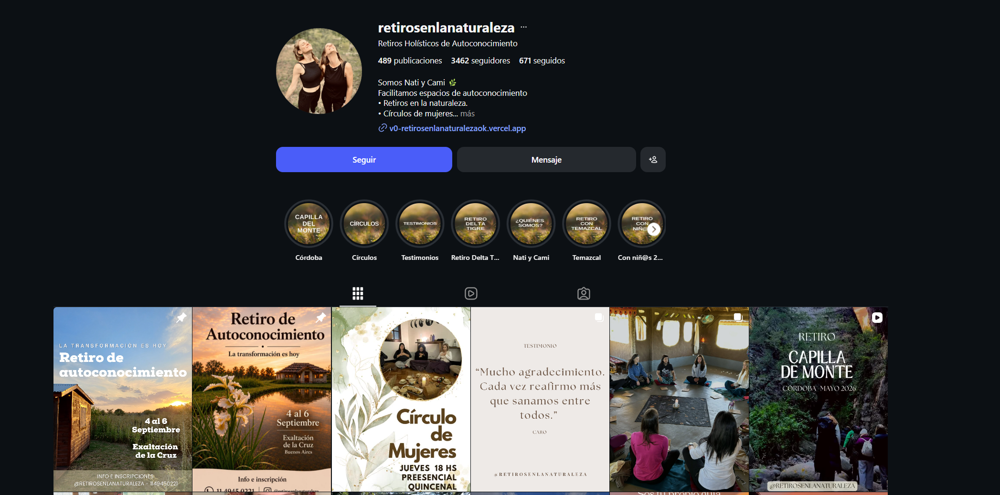 retirosenlanaturaleza ...
Retiros Holísticos de Autoconocimiento
489 publicaciones 3462 seguidores 671 seguidos
Somos Nati y Cami
Facilitamos espacios de autoconocimiento
• Retiros en la naturaleza.
• Círculos de mujeres... más
v0-retirosenlanaturalezaok.vercel.app
Seguir
Mensaje
CAPILLA
DEL
MONTE
CÍRCULOS
TESTIMONIOS
RETIRO
DELTA
TIGRE
¿QUIÉNES
SOMOS?
RETIRO
CON
TEMAZCAL
RETIRO
CON
Córdoba
Círculos
Testimonios
Retiro Delta T...
Nati y Cami
Temazcal
Con niñ@s 2...
LA TRANSFORMACIÓN ES HOY
Retiro de
autoconocimiento
4 al 6
Septiembre
Exaltación
de la Cruz
INFO E INSCRIPCIONES
@RETIROSENLANATURALEZA - 1149450221
Retiro de
Autoconocimiento
La transformación es hoy
4 al 6
Septiembre
Exaltación
de la Cruz
Buenos Aires
Info e inscripción
11 4945 0221 | @retirosenlanaturaleza
Círculo
de
Mujeres
JUEVES 18 HS
PREESENCIAL
QUINCENAL
TESTIMONIO
“Mucho agradecimiento.
Cada vez reafirmo más
que sanamos entre
todos.”
CARO
@RETIROSENLANATURALEZA
RETIRO
CAPILLA
DE MONTE
CÓRDOBA -MAYO 2026
@RETIROSENLANATURALEZA
Sos tu propio guía